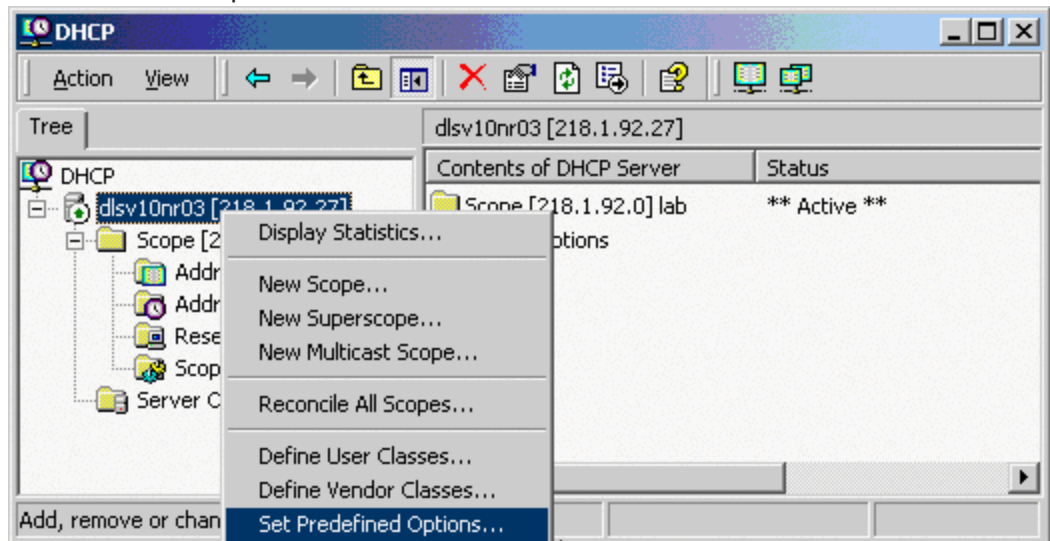 DHCP
Action View
Tree
dlsv10nr03 [218.1.92.27]
DHCP
Contents of DHCP Server Status
dlsv10nr03 [218.1.92.27]
Scope [218.1.92.0] lab ** Active **
Scope [2
Display Statistics...
ptions
Addr
New Scope...
Addr
New Superscope...
Rese
New Multicast Scope...
Scop
Server O
Reconcile All Scopes...
Define User Classes...
Define Vendor Classes...
Add, remove or chan
Set Predefined Options...